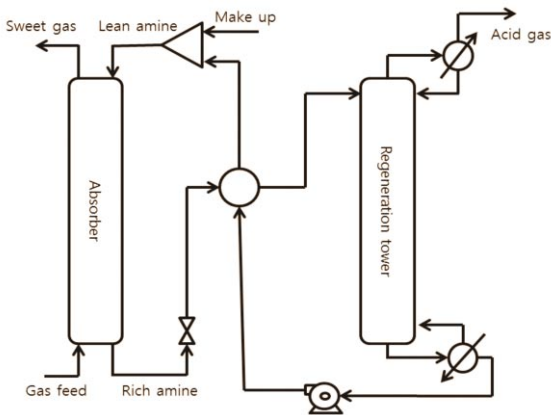 Sweet gas
Lean amine
Make up
Acid gas
Absorber
Regeneration tower
Gas feed
Rich amine